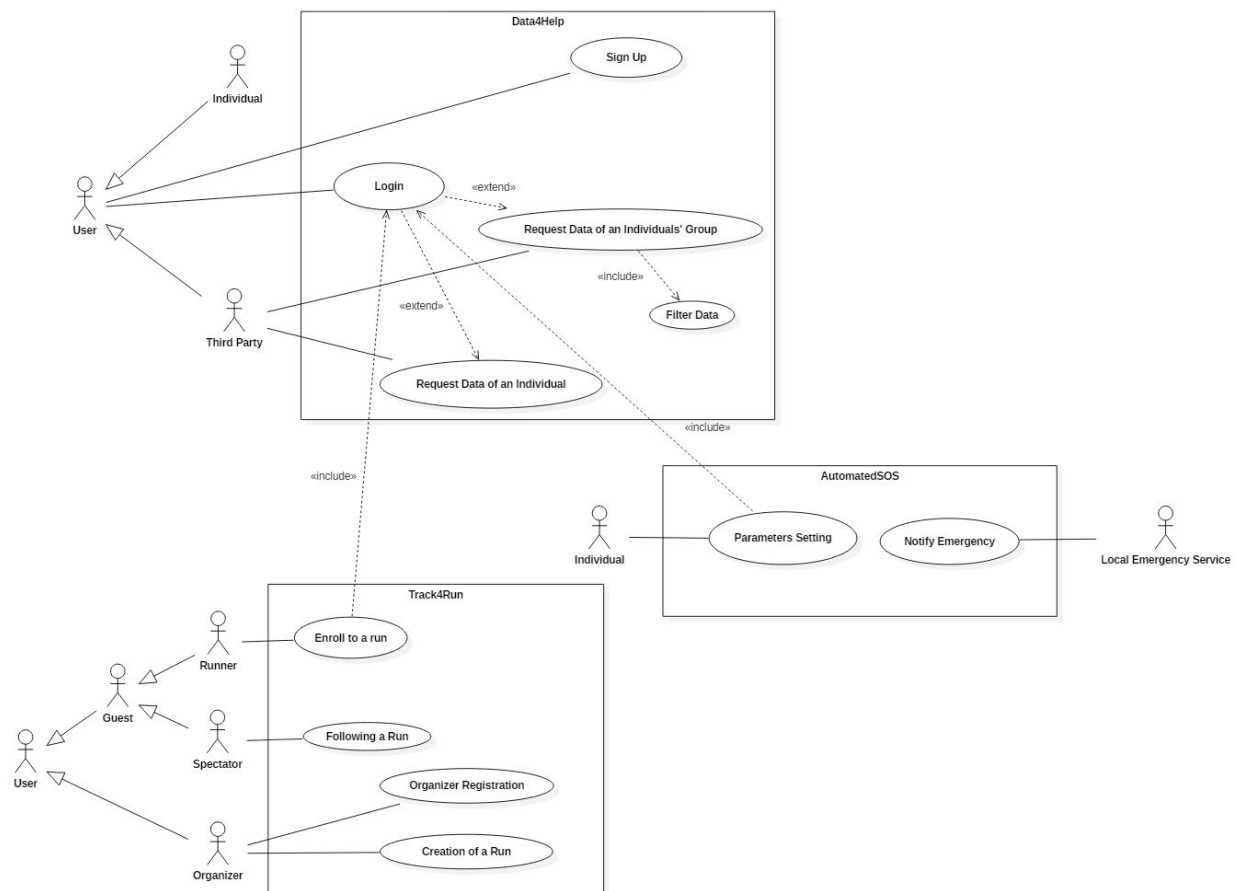 Data4Help
Sign Up
Individual
Login
«extend»
User
Request Data of an Individuals' Group
«include»
«extend»
Filter Data
Third Party
Request Data of an Individual
«include»
«include»
AutomatedSOS
Parameters Setting
Notify Emergency
Individual
Local Emergency Service
Track4Run
Enroll to a run
Runner
Guest
Following a Run
Spectator
User
Organizer Registration
Creation of a Run
Organizer